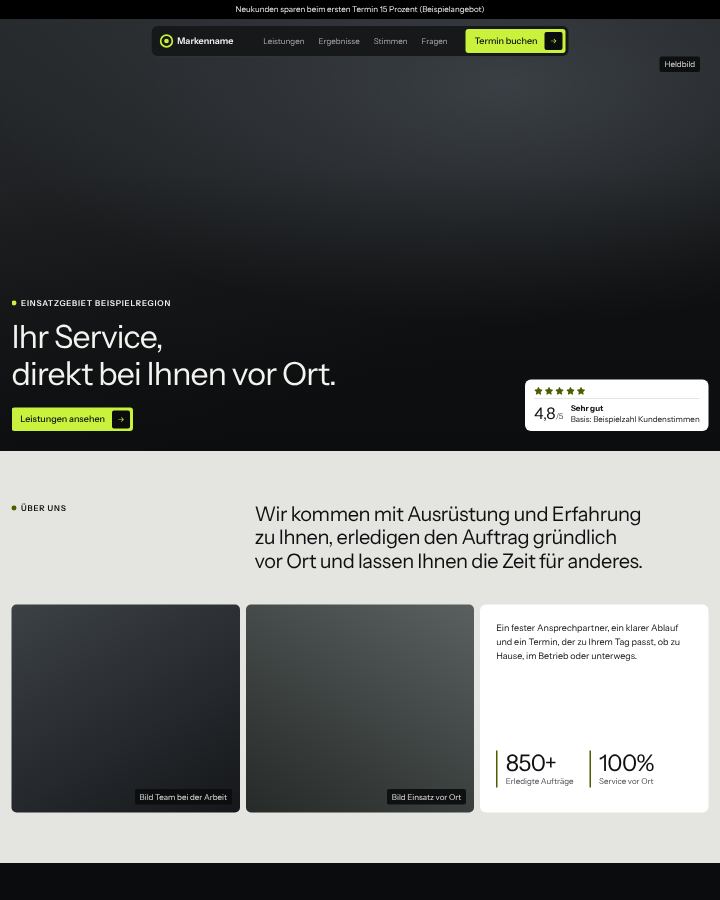 Neukunden sparen beim ersten Termin 15 Prozent (Beispielangebot)
Markenname
Leistungen
Ergebnisse
Stimmen
Fragen
Termin buchen →
Heldbild
EINSATZGEBIET BEISPIELREGION
Ihr Service,
direkt bei Ihnen vor Ort.
Leistungen ansehen →
4,8/5
Sehr gut
Basis: Beispielzahl Kundenstimmen
ÜBER UNS
Wir kommen mit Ausrüstung und Erfahrung
zu Ihnen, erledigen den Auftrag gründlich
vor Ort und lassen Ihnen die Zeit für anderes.
Bild Team bei der Arbeit
Bild Einsatz vor Ort
Ein fester Ansprechpartner, ein klarer Ablauf
und ein Termin, der zu Ihrem Tag passt, ob zu
Hause, im Betrieb oder unterwegs.
850+
Erledigte Aufträge
100%
Service vor Ort